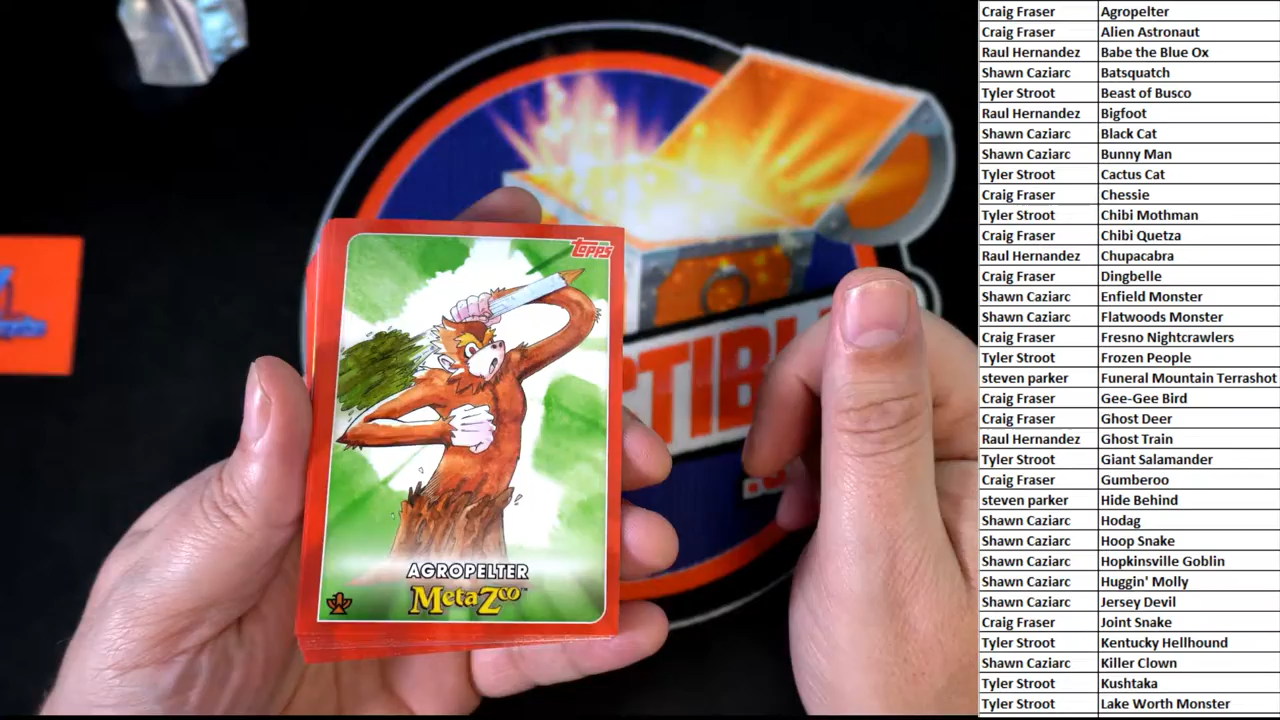 topps
AGROPELTER
MetaZoo
CTIBL
Craig Fraser Agropelter
Craig Fraser Alien Astronaut
Raul Hernandez Babe the Blue Ox
Shawn Caziarc Batsquatch
Tyler Stroot Beast of Busco
Raul Hernandez Bigfoot
Shawn Caziarc Black Cat
Shawn Caziarc Bunny Man
Tyler Stroot Cactus Cat
Craig Fraser Chessie
Tyler Stroot Chibi Mothman
Craig Fraser Chibi Quetza
Raul Hernandez Chupacabra
Craig Fraser Dingbelle
Shawn Caziarc Enfield Monster
Shawn Caziarc Flatwoods Monster
Craig Fraser Fresno Nightcrawlers
Tyler Stroot Frozen People
steven parker Funeral Mountain Terrashot
Craig Fraser Gee-Gee Bird
Craig Fraser Ghost Deer
Raul Hernandez Ghost Train
Tyler Stroot Giant Salamander
Craig Fraser Gumberoo
steven parker Hide Behind
Shawn Caziarc Hodag
Shawn Caziarc Hoop Snake
Shawn Caziarc Hopkinsville Goblin
Shawn Caziarc Huggin' Molly
Shawn Caziarc Jersey Devil
Craig Fraser Joint Snake
Tyler Stroot Kentucky Hellhound
Shawn Caziarc Killer Clown
Tyler Stroot Kushtaka
Tyler Stroot Lake Worth Monster